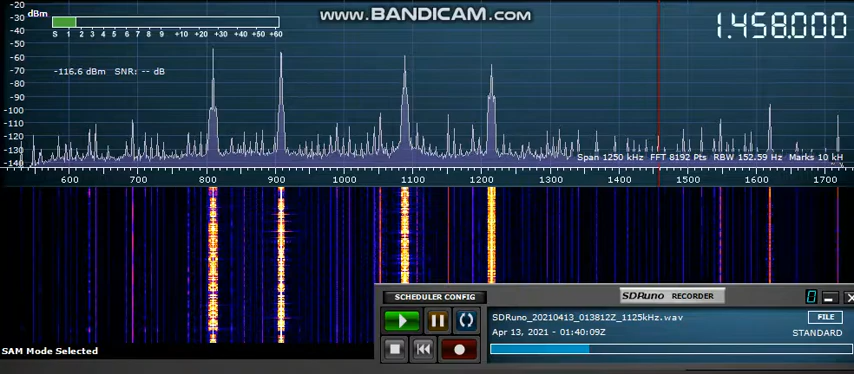 -20
-30
-40
-50
-60
-70
-80
-90
-100
-110
-120
-130
-140
dBm
S 1 2 3 4 5 6 7 8 9 +10 +20 +30 +40 +50 +60
www.BANDICAM.com
1.458.000
-116.6 dBm SNR: -- dB
Span 1250 kHz FFT 8192 Pts RBW 152.59 Hz Marks 10 kH
600 700 800 900 1000 1100 1200 1300 1400 1500 1600 1700
SCHEDULER CONFIG
SDRuno RECORDER
SDRuno_20210413_013812Z_1125kHz.wav
FILE
Apr 13, 2021 - 01:40:09Z
STANDARD
SAM Mode Selected